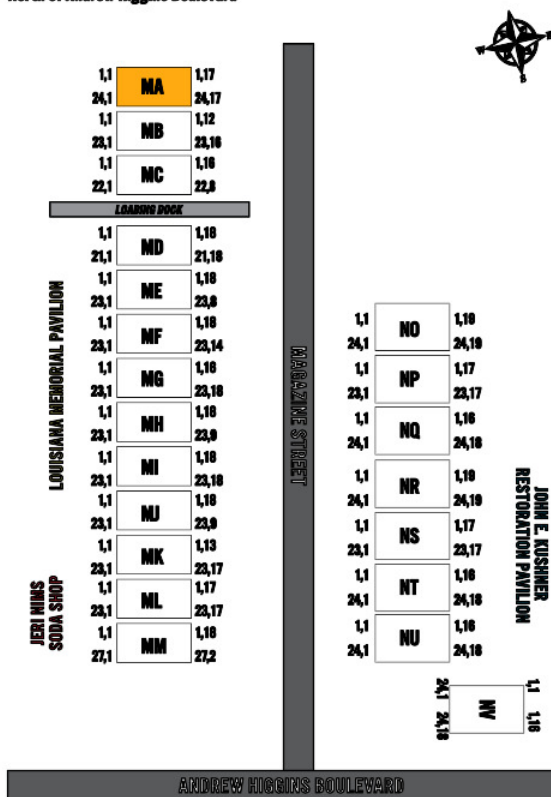 1,1 MA 1,17
24,1 24,17
1,1 MB 1,12
23,1 23,16
1,1 MC 1,16
22,1 22,8
LOADING DOCK
1,1 MD 1,18
21,1 21,18
1,1 ME 1,18
23,1 23,8
1,1 MF 1,18
23,1 23,14
1,1 MG 1,18
23,1 23,18
1,1 MH 1,18
23,1 23,9
1,1 MI 1,18
23,1 23,18
1,1 MJ 1,18
23,1 23,9
1,1 MK 1,13
23,1 23,17
1,1 ML 1,17
23,1 23,17
1,1 MM 1,18
27,1 27,2
LOUISIANA MEMORIAL PAVILION
JERI NIMS
SODA SHOP
MAGAZINE STREET
1,1 NO 1,19
24,1 24,19
1,1 NP 1,17
23,1 23,17
1,1 NQ 1,16
24,1 24,18
1,1 NR 1,19
24,1 24,19
1,1 NS 1,17
23,1 23,17
1,1 NT 1,16
24,1 24,18
1,1 NU 1,16
24,1 24,18
JOHN E. KUSHNER
RESTORATION PAVILION
1,1 NV 1,16
24,1 24,18
ANDREW HIGGINS BOULEVARD